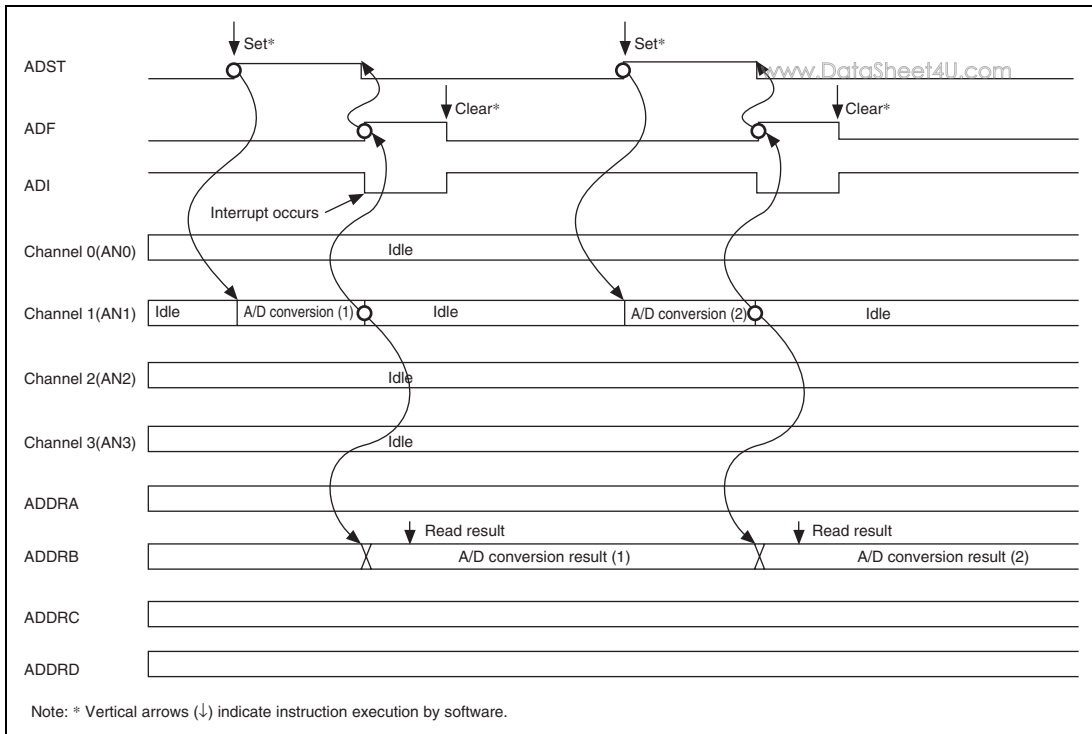 Set*
Set*
ADST
www.DataSheet4U.com
Clear*
Clear*
ADF
ADI
Interrupt occurs
Channel 0(AN0)
Idle
Channel 1(AN1)
Idle
A/D conversion (1)
Idle
A/D conversion (2)
Idle
Channel 2(AN2)
Idle
Channel 3(AN3)
Idle
ADDRA
Read result
Read result
ADDRB
A/D conversion result (1)
A/D conversion result (2)
ADDRC
ADDRD
Note: * Vertical arrows (↓) indicate instruction execution by software.